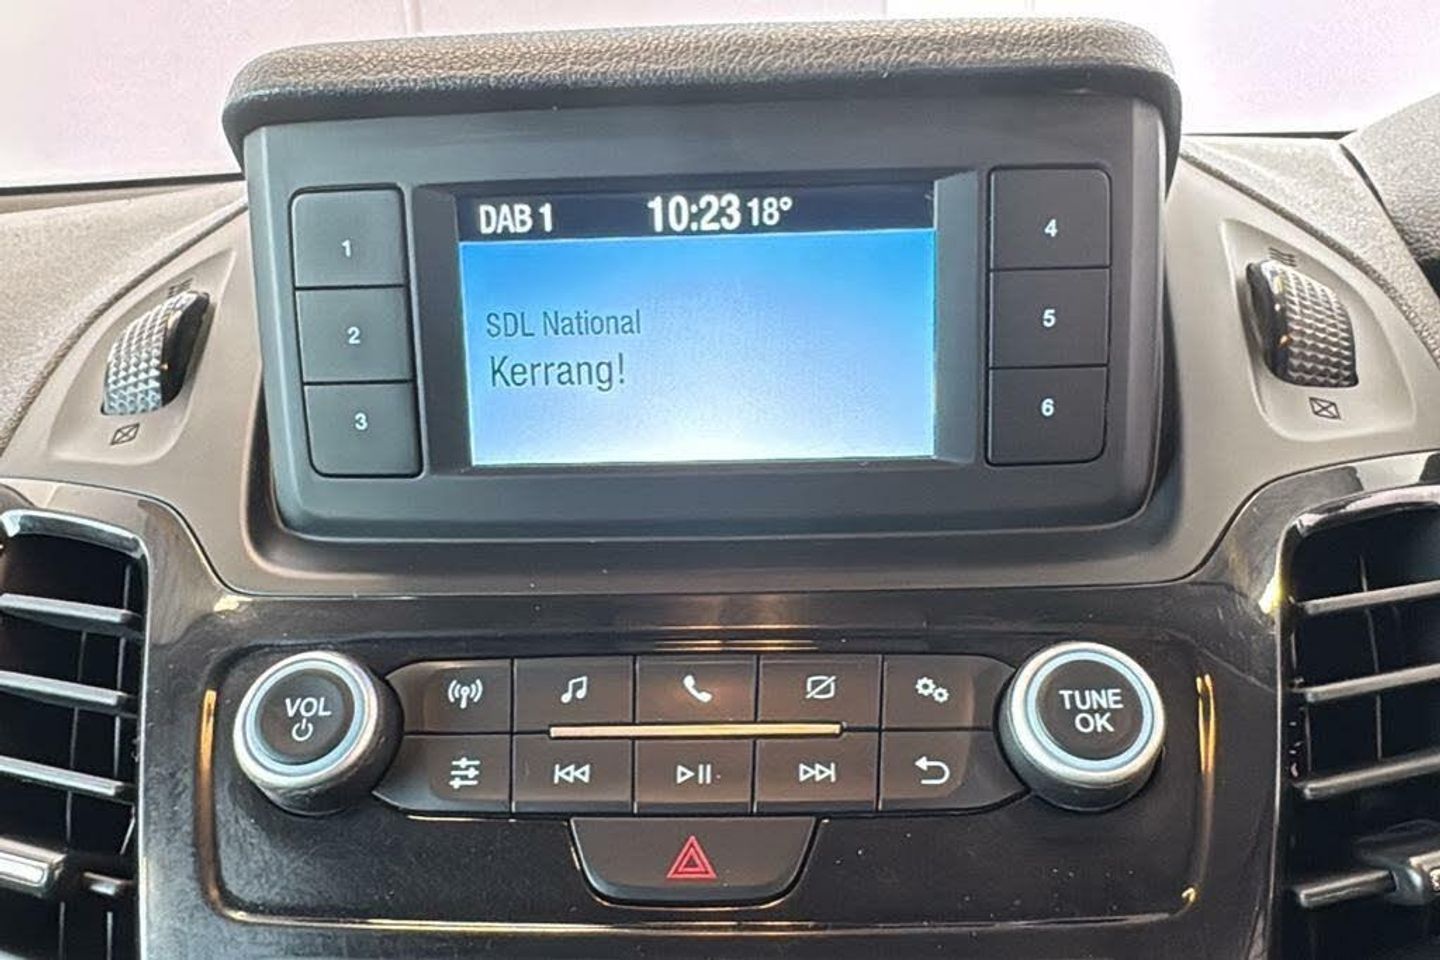 DAB 1 10:23 18°
SDL National
Kerrang!
1
2
3
4
5
6
VOL
TUNE
OK